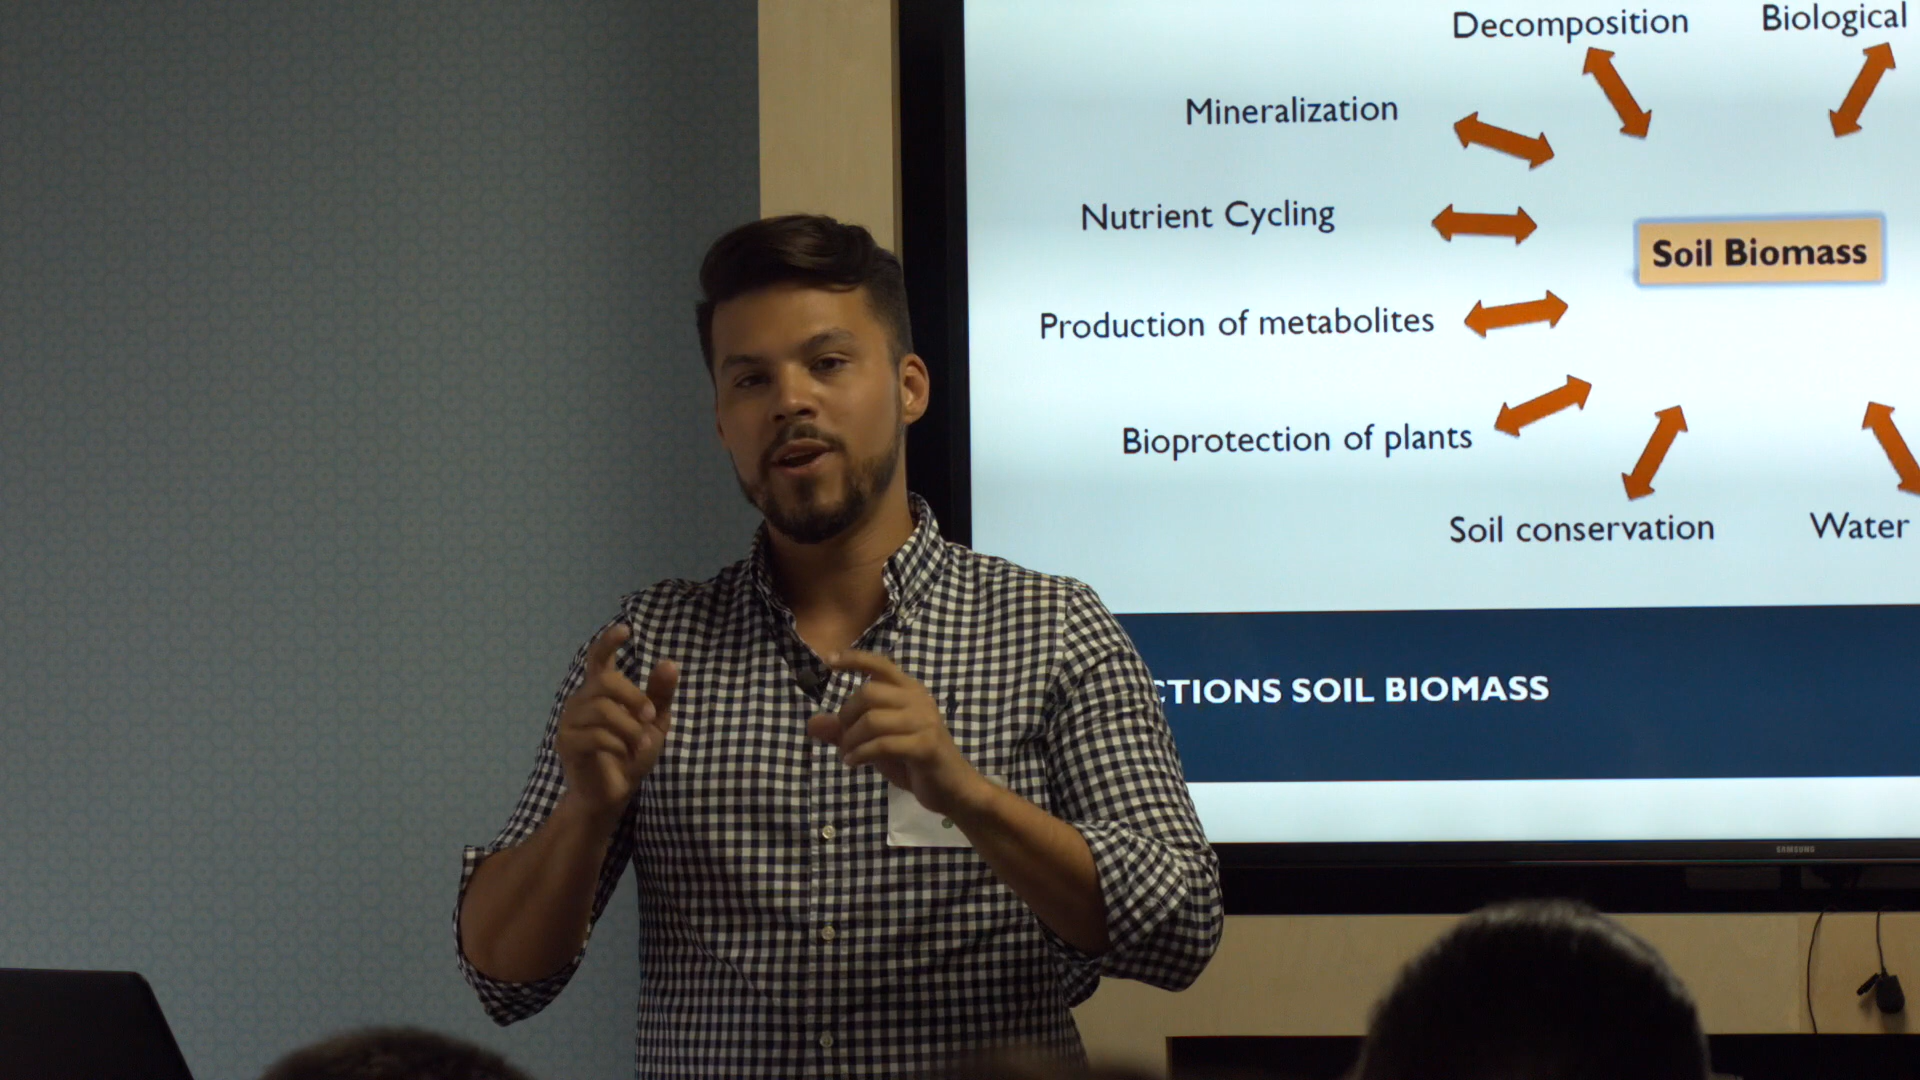 Decomposition
Biological
Mineralization
Nutrient Cycling
Soil Biomass
Production of metabolites
Bioprotection of plants
Soil conservation
Water
CTIONS SOIL BIOMASS
SAMSUNG